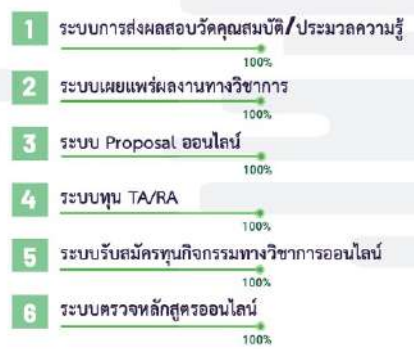 1 ระบบการส่งผลสอบวัดคุณสมบัติ/ประมวลความรู้
100%
2 ระบบเผยแพร่ผลงานทางวิชาการ
100%
3 ระบบ Proposal ออนไลน์
100%
4 ระบบทุน TA/RA
100%
5 ระบบรับสมัครทุนกิจกรรมทางวิชาการออนไลน์
100%
6 ระบบตรวจหลักสูตรออนไลน์
100%